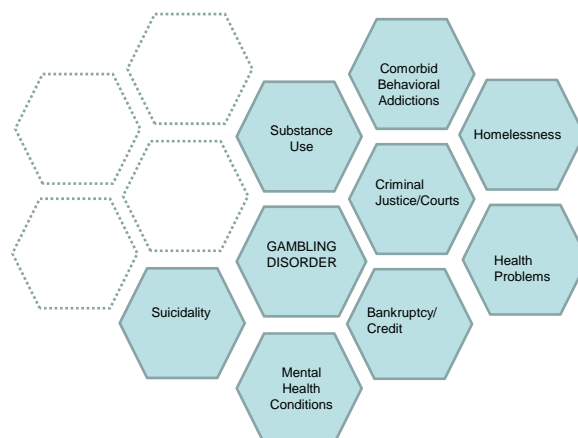 Comorbid
Behavioral
Addictions
Substance
Use
Homelessness
Criminal
Justice/Courts
GAMBLING
DISORDER
Health
Problems
Suicidality
Bankruptcy/
Credit
Mental
Health
Conditions